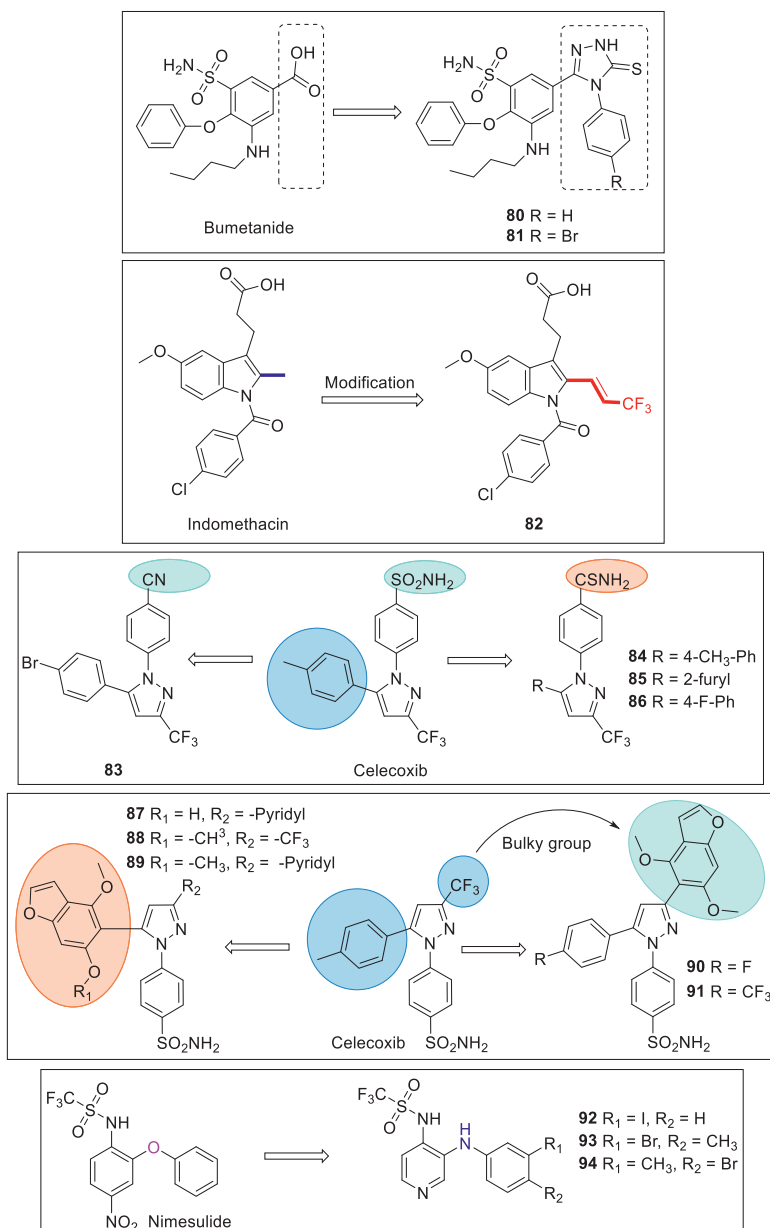 OH
O
H₂N
S
O
O
O
NH
Bumetanide
N
NH
S
N
H₂N
S
O
O
O
NH
R
80 R = H
81 R = Br
O
OH
O
N
O
Cl
Indomethacin
Modification
O
OH
O
N
CF₃
O
Cl
82
CN
Br
N
N
CF₃
83
SO₂NH₂
N
N
CF₃
Celecoxib
CSNH₂
R
N
N
CF₃
84 R = 4-CH₃-Ph
85 R = 2-furyl
86 R = 4-F-Ph
87 R₁ = H, R₂ = -Pyridyl
88 R₁ = -CH³, R₂ = -CF₃
89 R₁ = -CH₃, R₂ = -Pyridyl
O
O
O
R₁
R₂
N
N
SO₂NH₂
CF₃
N
N
SO₂NH₂
Celecoxib
Bulky group
O
O
O
N
N
R
SO₂NH₂
90 R = F
91 R = CF₃
F₃C
S
O
O
NH
O
NO₂ Nimesulide
F₃C
S
O
O
NH
H
N
N
R₁
R₂
92 R₁ = I, R₂ = H
93 R₁ = Br, R₂ = CH₃
94 R₁ = CH₃, R₂ = Br